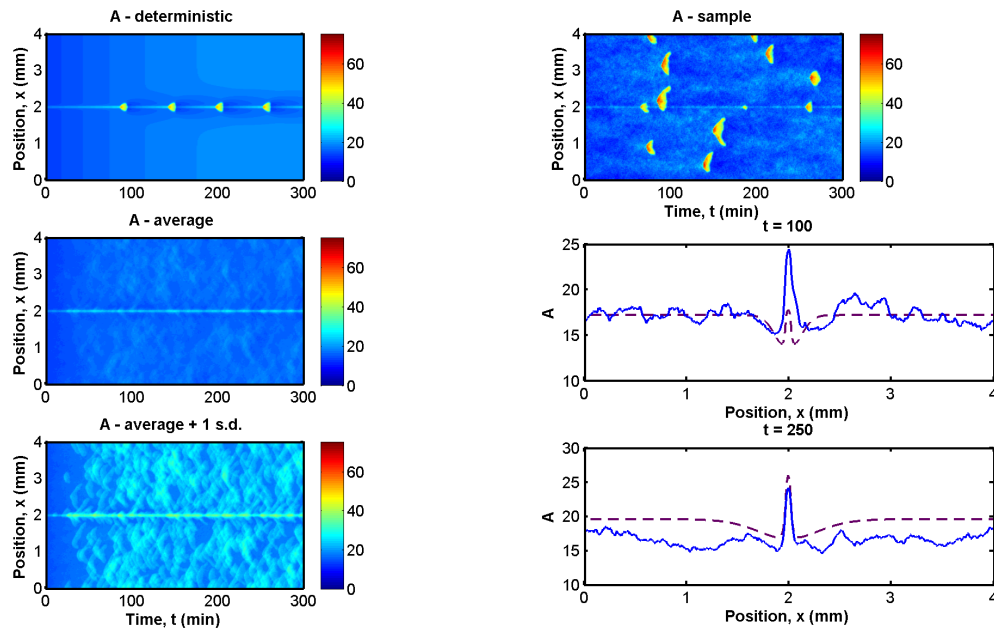 A - deterministic
Position, x (mm)
4
3
2
1
0
0 100 200 300
60
40
20
0
A - sample
Position, x (mm)
4
3
2
1
0
0 100 200 300
Time, t (min)
60
40
20
0
A - average
Position, x (mm)
4
3
2
1
0
0 100 200 300
60
40
20
0
t = 100
A
25
20
15
10
0 1 2 3 4
Position, x (mm)
A - average + 1 s.d.
Position, x (mm)
4
3
2
1
0
0 100 200 300
Time, t (min)
60
40
20
0
t = 250
A
30
25
20
15
10
0 1 2 3 4
Position, x (mm)